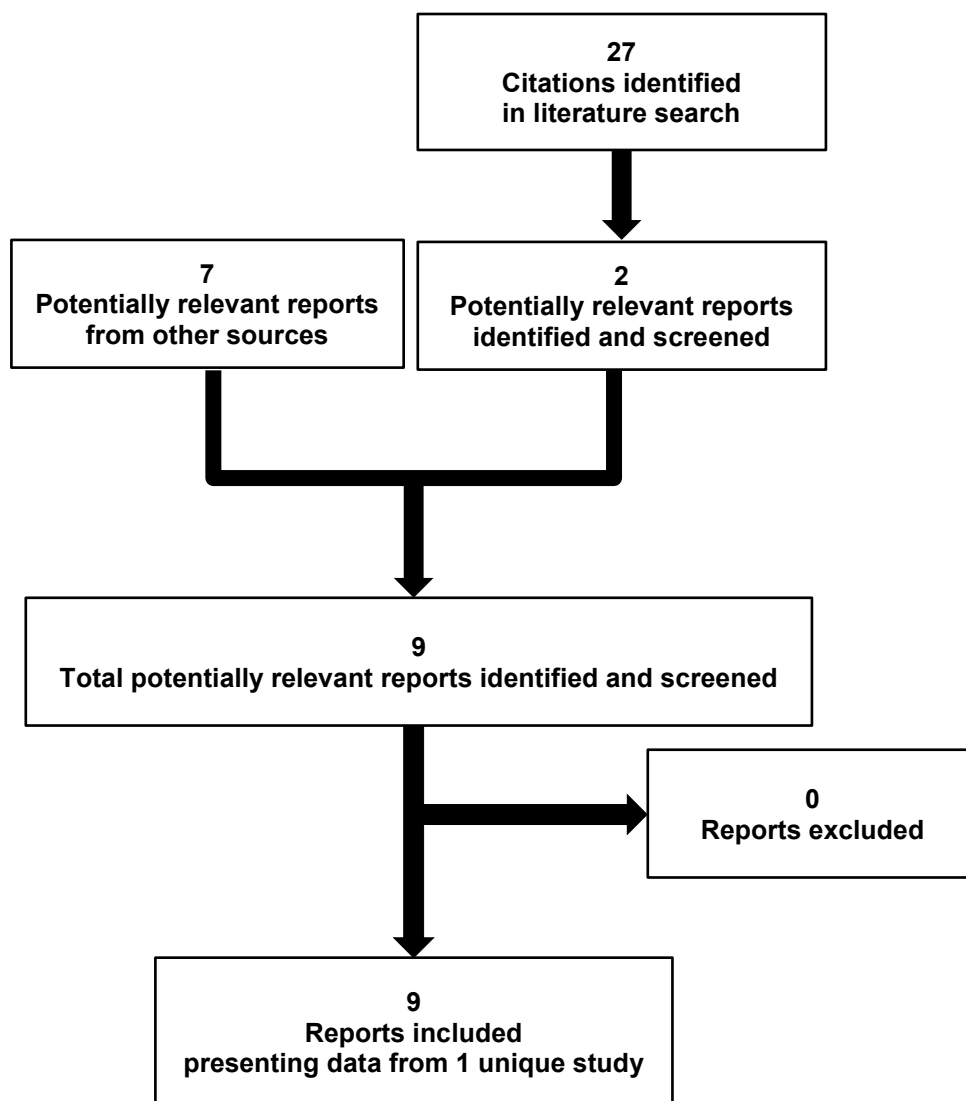 27
Citations identified
in literature search
7
Potentially relevant reports
from other sources
2
Potentially relevant reports
identified and screened
9
Total potentially relevant reports identified and screened
0
Reports excluded
9
Reports included
presenting data from 1 unique study